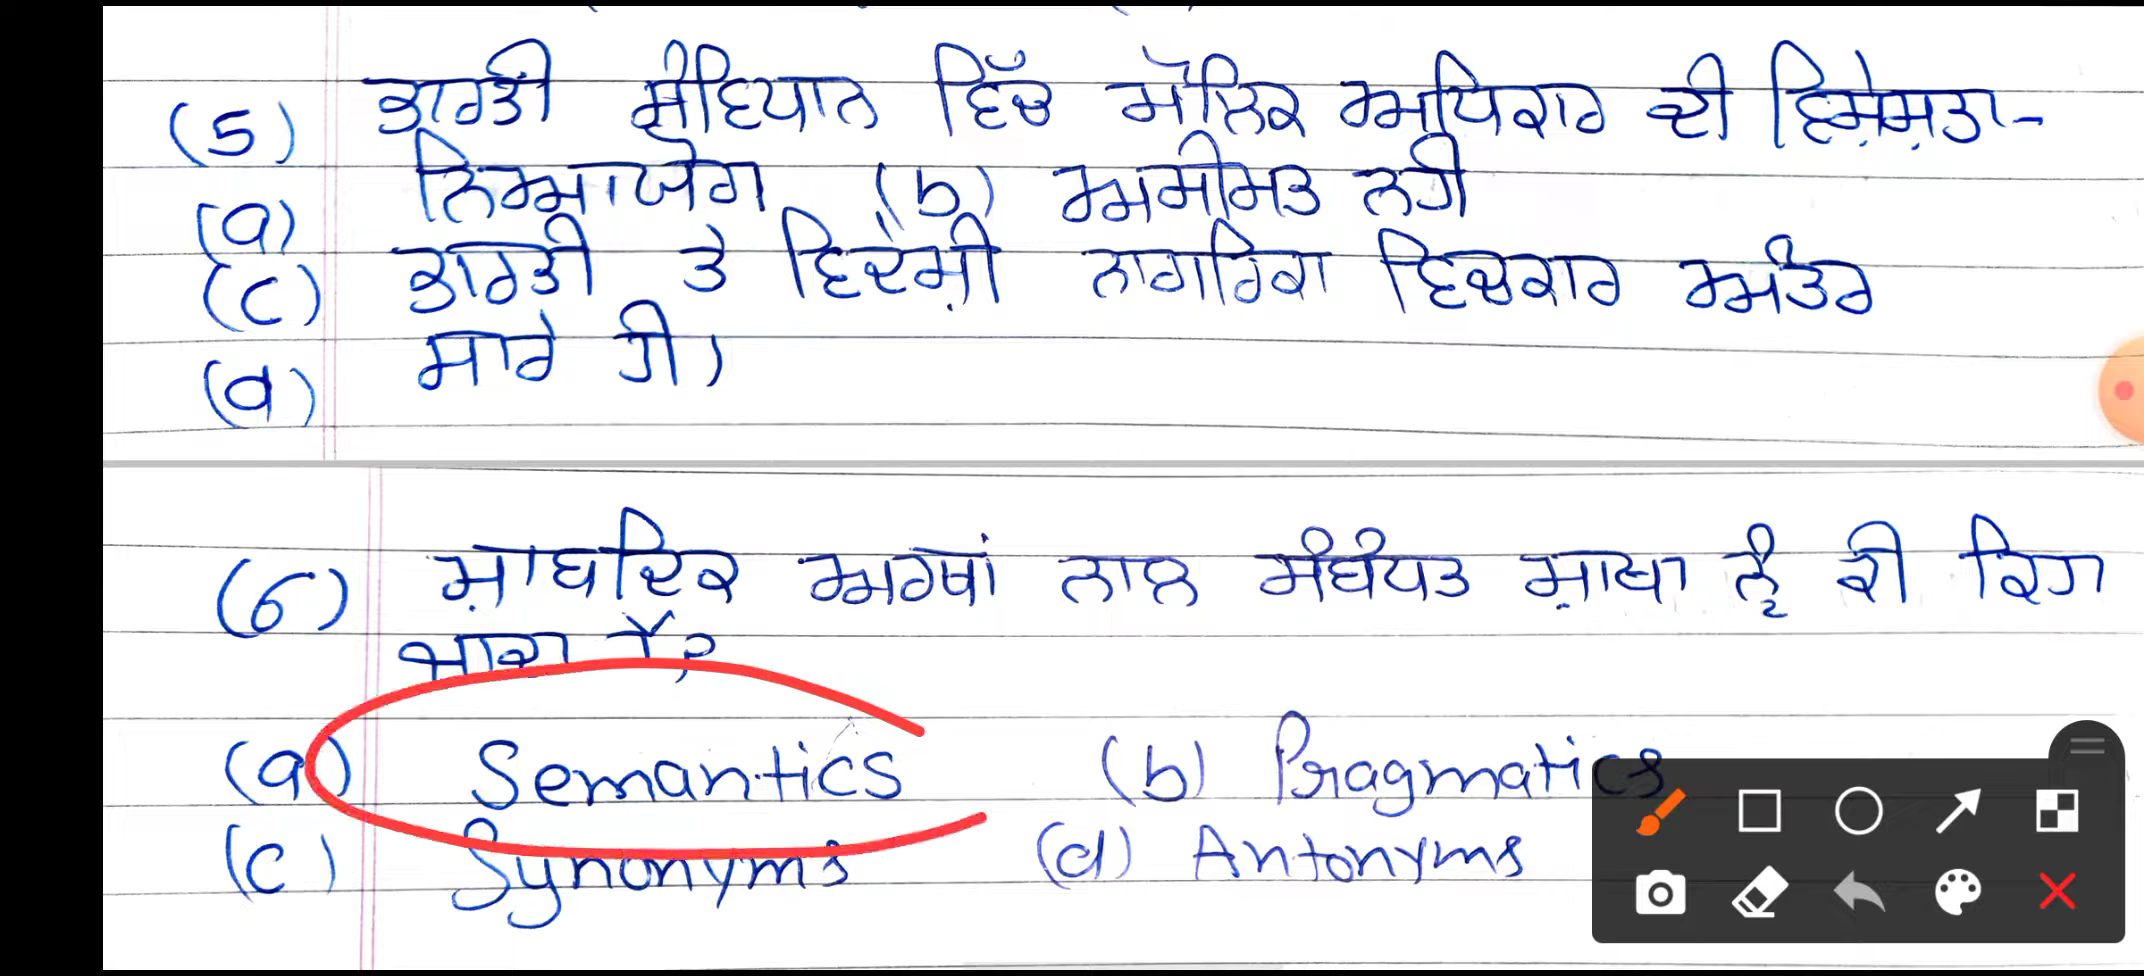 (5) ਭਾਰਤੀ ਸੰਵਿਧਾਨ ਵਿੱਚ ਮੌਲਿਕ ਅਧਿਕਾਰ ਦੀ ਵਿਸ਼ੇਸ਼ਤਾ-
(a) ਨਿਆਂਯੋਗ (b) ਅਸੀਮਿਤ ਨਹੀ
(c) ਭਾਰਤੀ ਤੇ ਵਿਦੇਸ਼ੀ ਨਾਗਰਿਕਾ ਵਿਚਕਾਰ ਅੰਤਰ
(d) ਸਾਰੇ ਹੀ।
(6) ਸ਼ਾਬਦਿਕ ਅਰਥਾਂ ਨਾਲ ਸੰਬੰਧਤ ਸ਼ਾਖਾ ਨੂੰ ਕੀ ਕਿਹਾ
ਜਾਂਦਾ ਹੈ?
(a) Semantics (b) Pragmatics
(c) Synonyms (d) Antonyms